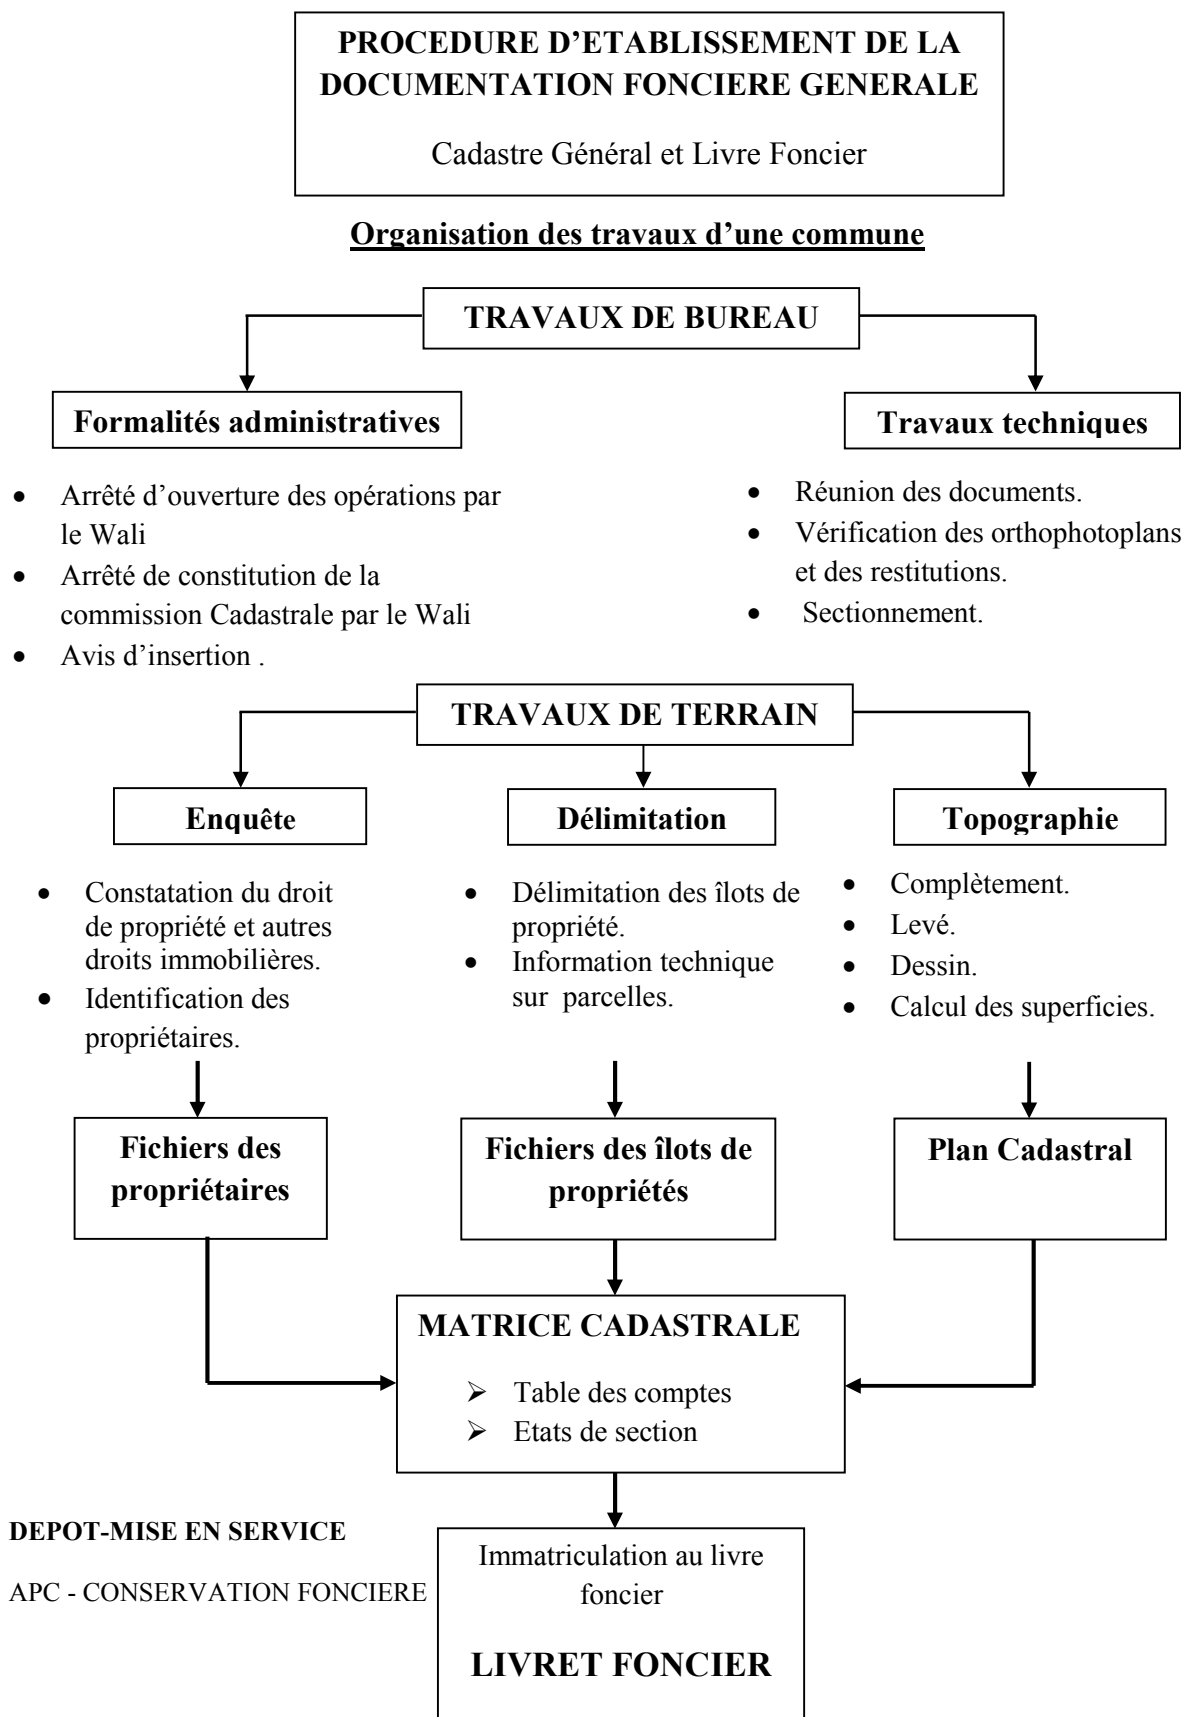 PROCEDURE D’ETABLISSEMENT DE LA
DOCUMENTATION FONCIERE GENERALE
Cadastre Général et Livre Foncier
Organisation des travaux d’une commune
TRAVAUX DE BUREAU
Formalités administratives
• Arrêté d’ouverture des opérations par
le Wali
• Arrêté de constitution de la
commission Cadastrale par le Wali
• Avis d’insertion .
Travaux techniques
• Réunion des documents.
• Vérification des orthophotoplans
et des restitutions.
• Sectionnement.
TRAVAUX DE TERRAIN
Enquête
• Constatation du droit
de propriété et autres
droits immobilières.
• Identification des
propriétaires.
Délimitation
• Délimitation des îlots de
propriété.
• Information technique
sur parcelles.
Topographie
• Complètement.
• Levé.
• Dessin.
• Calcul des superficies.
Fichiers des
propriétaires
Fichiers des îlots de
propriétés
Plan Cadastral
MATRICE CADASTRALE
➢ Table des comptes
➢ Etats de section
DEPOT-MISE EN SERVICE
APC - CONSERVATION FONCIERE
Immatriculation au livre
foncier
LIVRET FONCIER